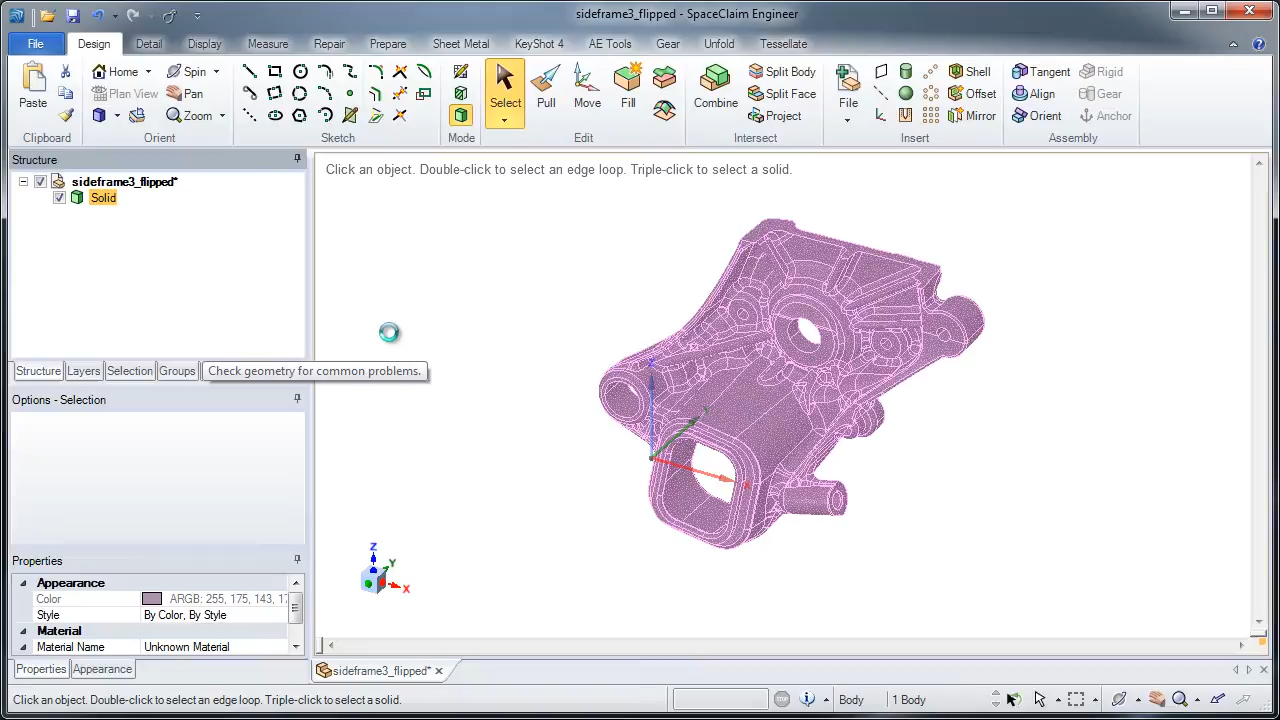 sideframe3_flipped - SpaceClaim Engineer
File Design Detail Display Measure Repair Prepare Sheet Metal KeyShot 4 AE Tools Gear Unfold Tessellate
Home Spin Split Body Shell Tangent Rigid
Plan View Pan Split Face Offset Align Gear
Paste Select Pull Move Fill Combine File
Zoom Project Mirror Orient Anchor
Clipboard Orient Sketch Mode Edit Intersect Insert Assembly
Structure
sideframe3_flipped*
Solid
Click an object. Double-click to select an edge loop. Triple-click to select a solid.
Structure Layers Selection Groups
Check geometry for common problems.
Options - Selection
Properties
Appearance
Color ARGB: 255, 175, 143, 17
Style By Color, By Style
Material
Material Name Unknown Material
Z
Y
X
Z
Y
X
Properties Appearance
sideframe3_flipped*
Click an object. Double-click to select an edge loop. Triple-click to select a solid.
STOP
Body 1 Body